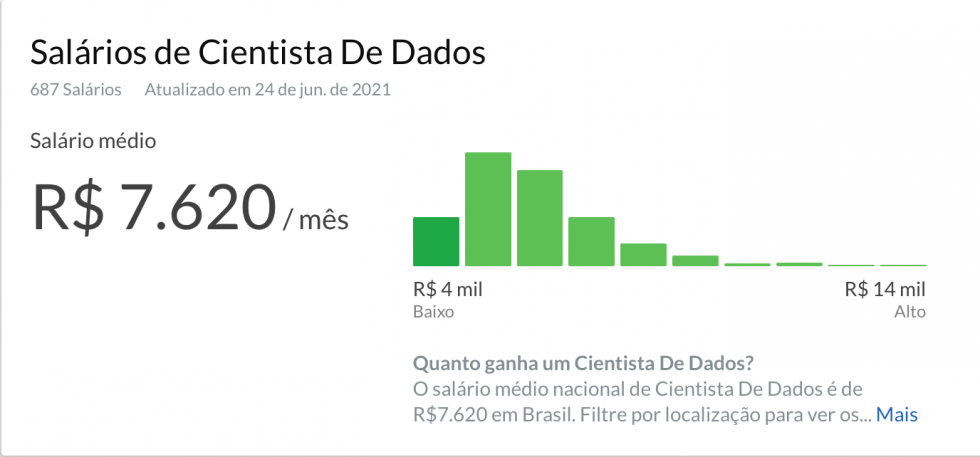 Salários de Cientista De Dados
687 Salários Atualizado em 24 de jun. de 2021
Salário médio
R$ 7.620 / mês
R$ 4 mil R$ 14 mil
Baixo Alto
Quanto ganha um Cientista De Dados?
O salário médio nacional de Cientista De Dados é de
R$7.620 em Brasil. Filtre por localização para ver os... Mais